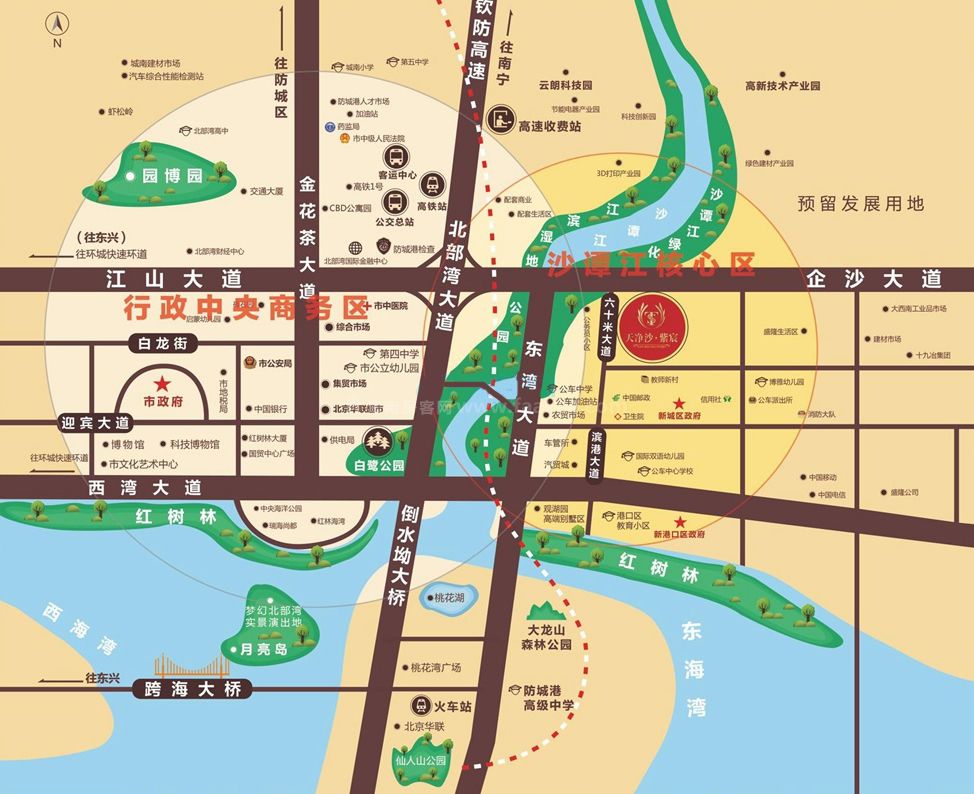 N
往防城区
钦防高速
往南宁
城南建材市场
汽车综合性能检测站
虾松岭
北部湾高中
园博园
交通大厦
(往东兴)
往环城快速环道
北部湾财经中心
城南小学
第五中学
防城港人才市场
加油站
药监局
市中级人民法院
客运中心
高铁1号
高铁站
CBD公寓园
公交总站
北部湾国际金融中心
防城港检查
高速收费站
云朗科技园
节能电器产业园
科技创新园
高新技术产业园
3D打印产业园
绿色建材产业园
预留发展用地
配套商业
配套生活区
沙潭江
滨江湿地公园
沙潭江绿化
金花茶大道
北部湾大道
江山大道
企沙大道
沙潭江核心区
行政中央商务区
启蒙幼儿园
白龙街
市中医院
综合市场
第四中学
市公立幼儿园
市公安局
集贸市场
市政府
市地税局
中国银行
北京华联超市
迎宾大道
博物馆
科技博物馆
市文化艺术中心
红树林大厦
国贸中心广场
供电局
白鹭公园
往环城快速环道
西湾大道
东湾大道
六十米大道
公务员小区
天净沙·紫宸
盛隆生活区
大西南工业品市场
建材市场
十九冶集团
公车中学
公车加油站
农贸市场
教师新村
中国邮政
信用社
卫生院
新城区政府
博雅幼儿园
公车派出所
消防大队
滨港大道
车管所
汽贸城
国际双语幼儿园
公车中心学校
中国移动
中国电信
盛隆公司
观湖园
高端别墅区
港口区
教育小区
新港口区政府
红树林
中央海洋公园
瑞海尚都
红林海湾
倒水坳大桥
红树林
西海湾
梦幻北部湾
实景演出地
月亮岛
桃花湖
大龙山
森林公园
东海湾
往东兴
跨海大桥
桃花湾广场
火车站
北京华联
仙人山公园
防城港
高级中学